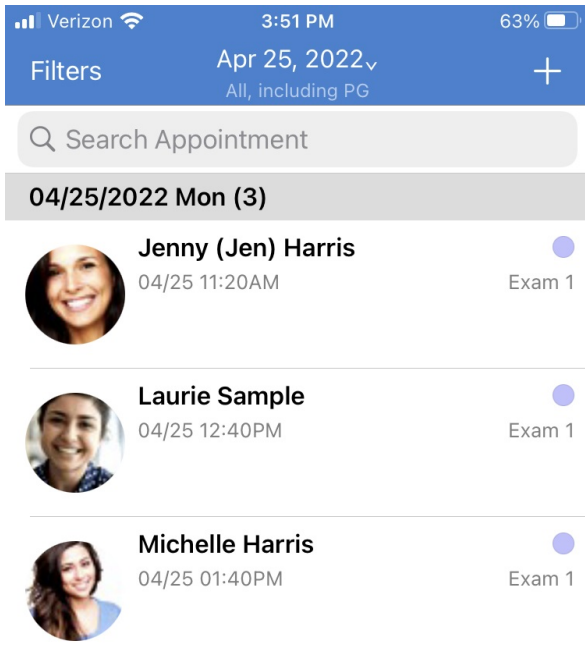 Verizon 3:51 PM 63%
Filters Apr 25, 2022 +
All, including PG
Search Appointment
04/25/2022 Mon (3)
Jenny (Jen) Harris
04/25 11:20AM Exam 1
Laurie Sample
04/25 12:40PM Exam 1
Michelle Harris
04/25 01:40PM Exam 1